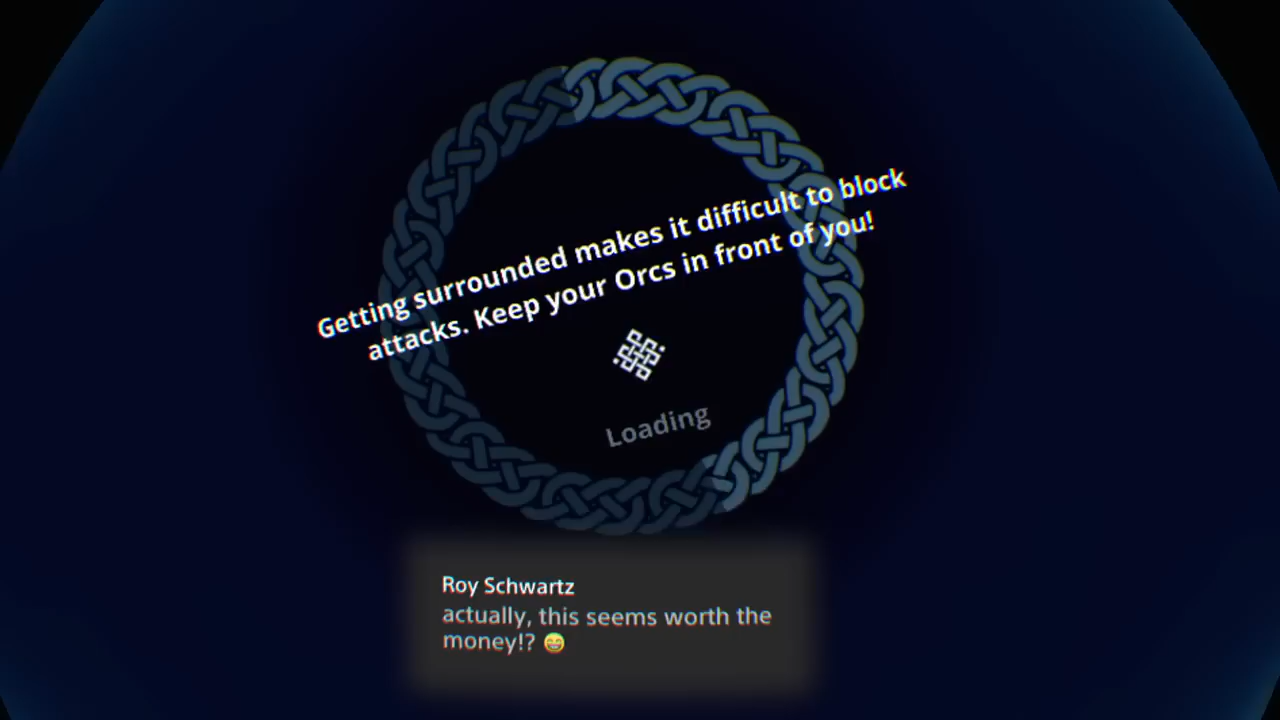 Getting surrounded makes it difficult to block
attacks. Keep your Orcs in front of you!
Loading
Roy Schwartz
actually, this seems worth the
money!? 😁